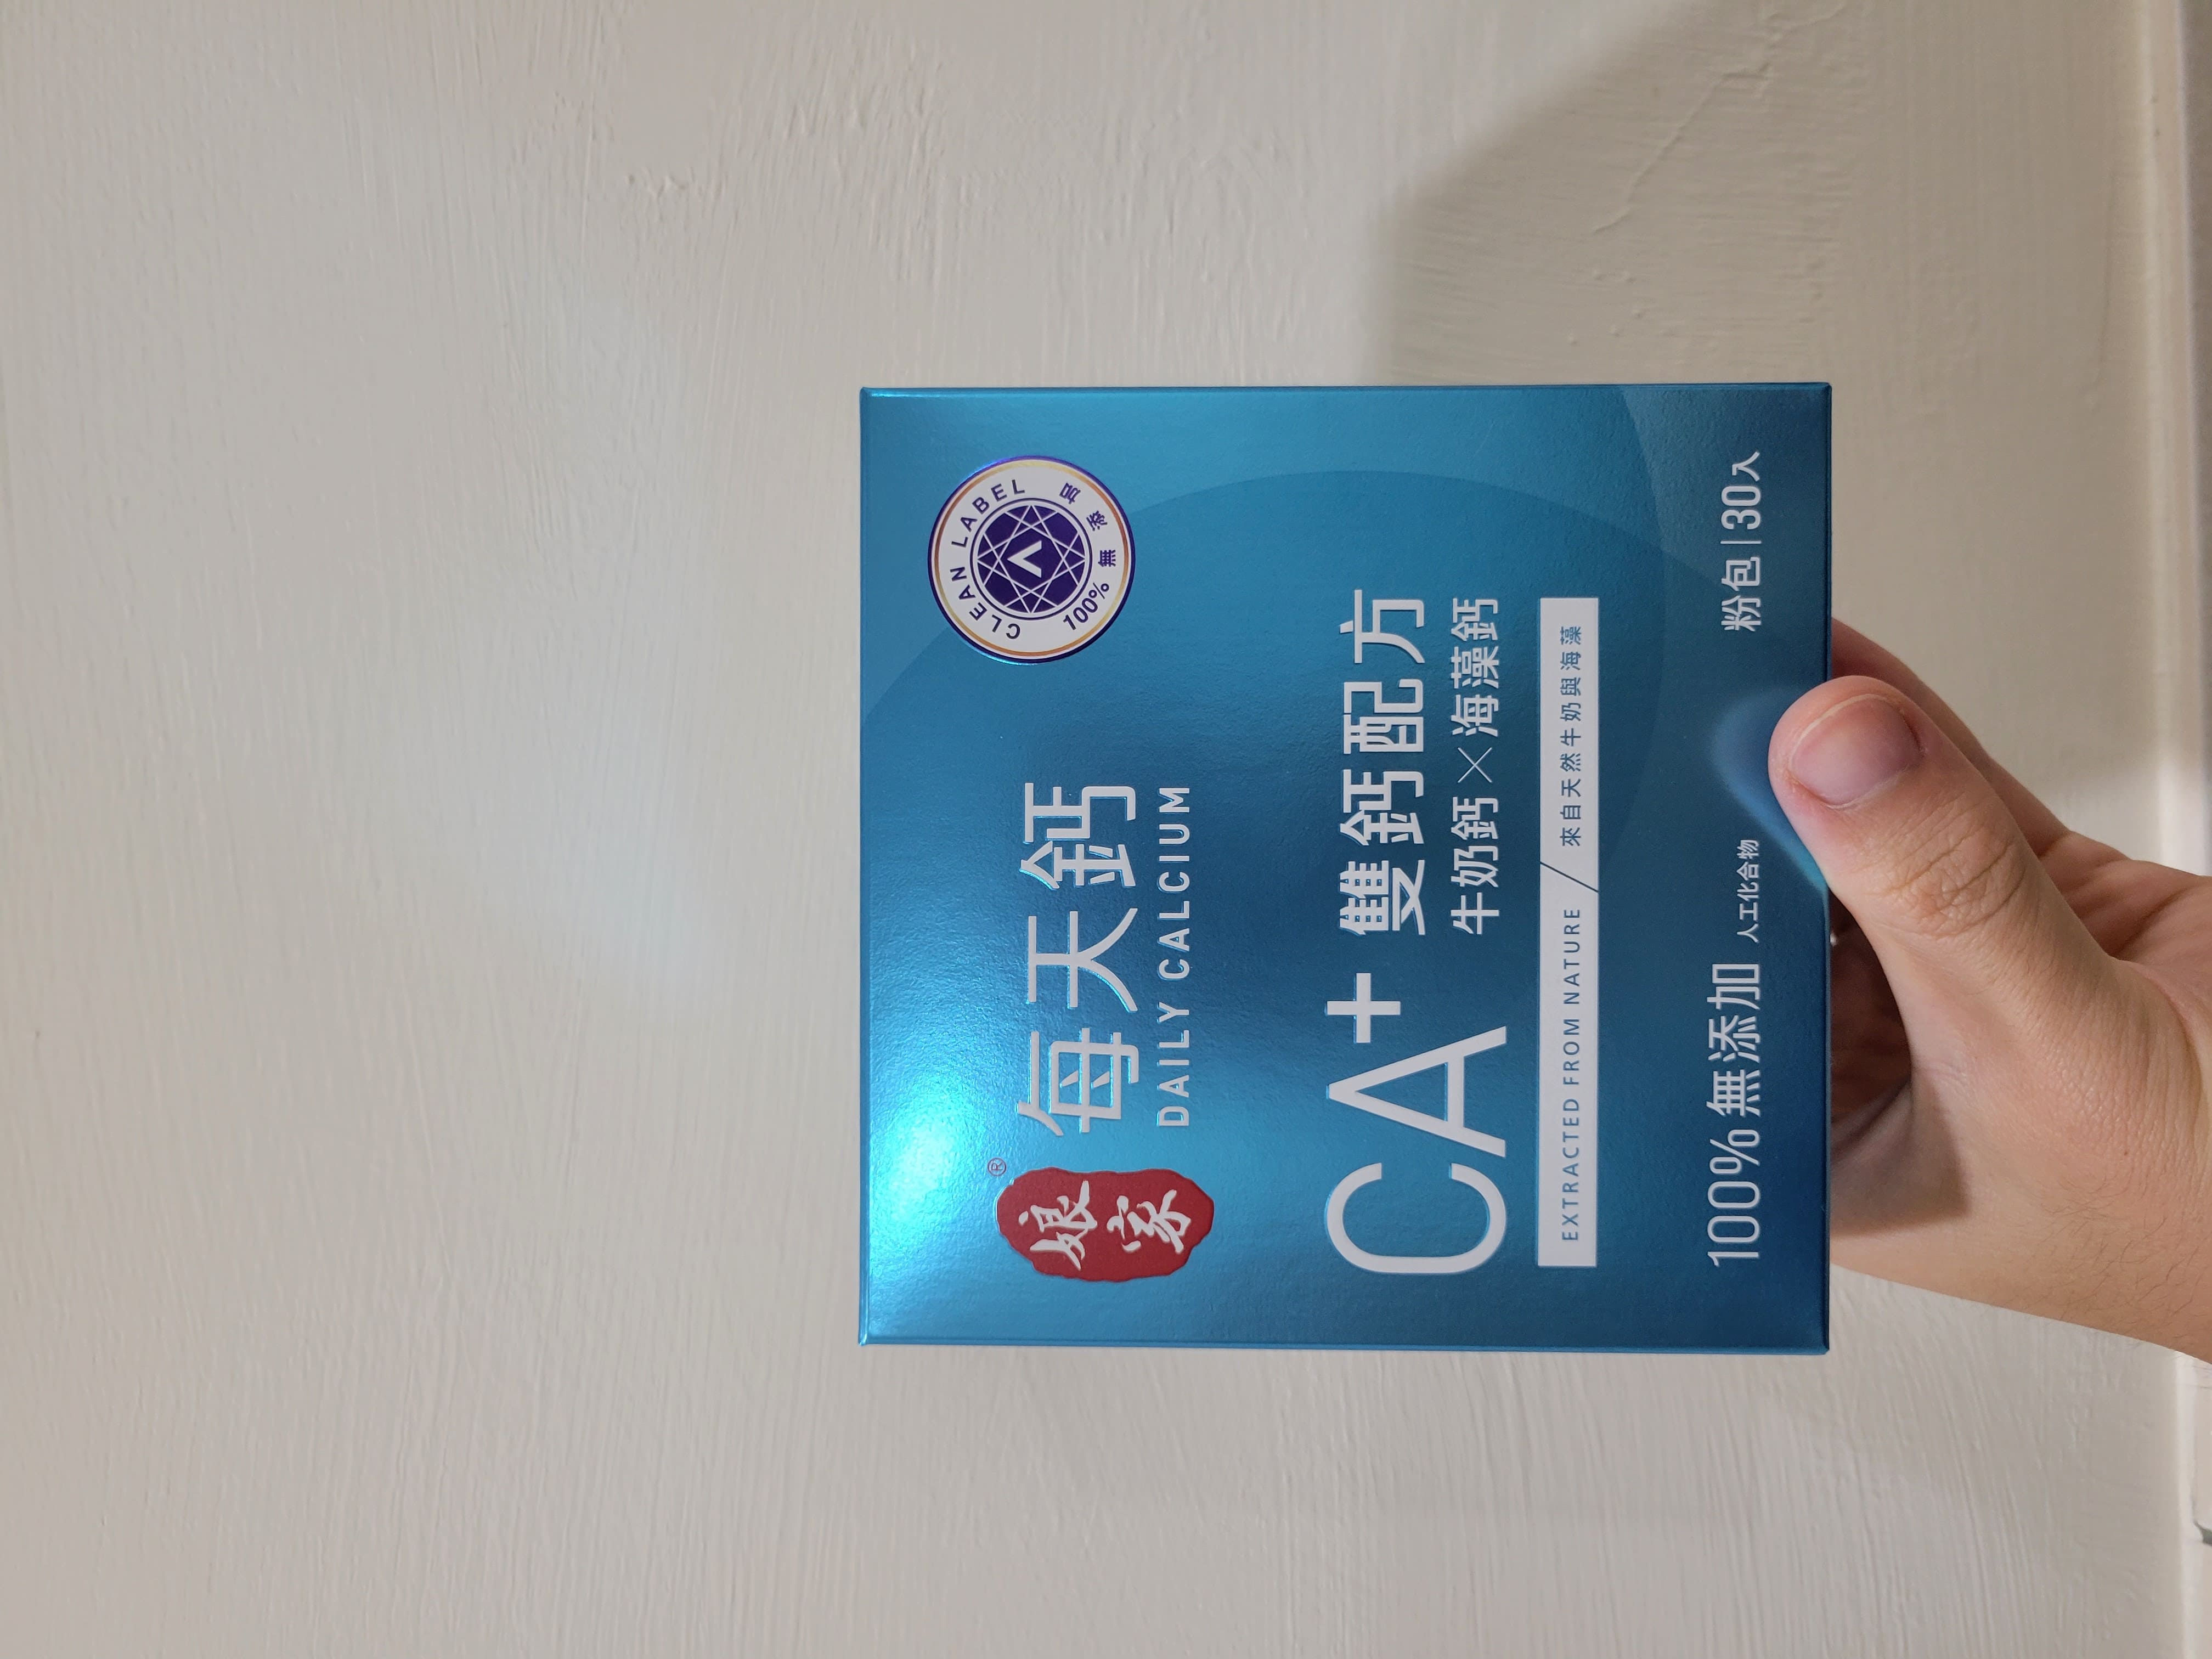 CLEAN LABEL
100% 無添加
娘家®
每天鈣
DAILY CALCIUM
CA+ 雙鈣配方
牛奶鈣×海藻鈣
EXTRACTED FROM NATURE / 來自天然牛奶與海藻
100%無添加 人工化合物
粉包|30入